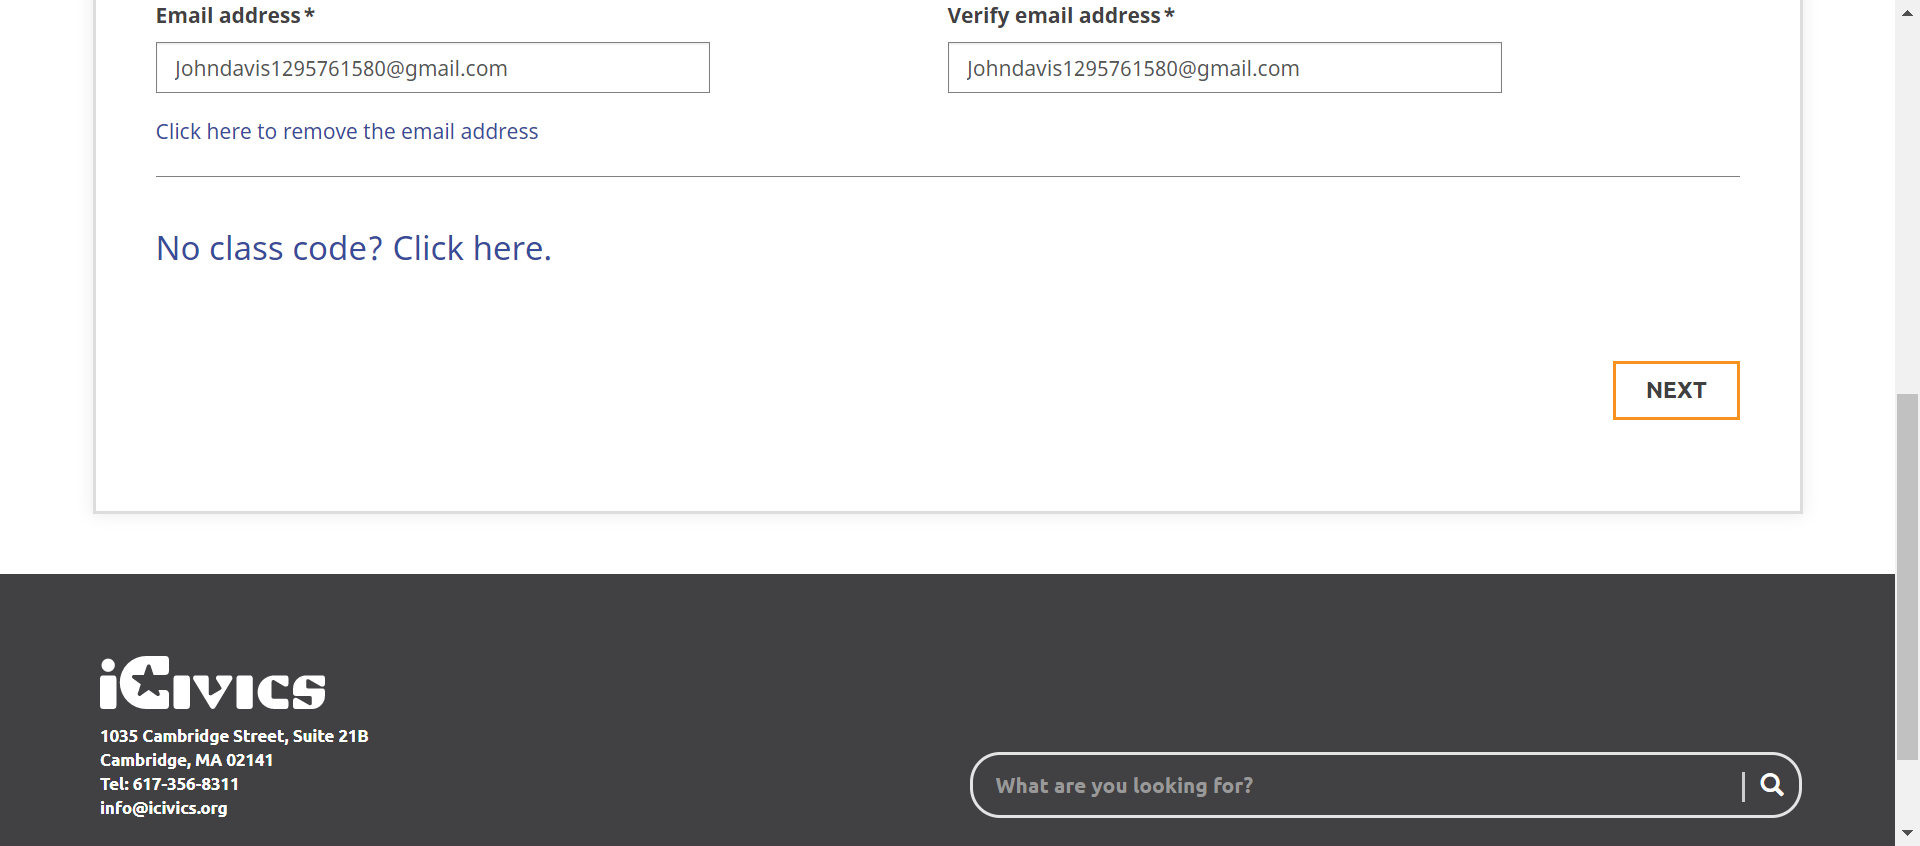 Email address* Verify email address*
Johndavis1295761580@gmail.com Johndavis1295761580@gmail.com
Click here to remove the email address
No class code? Click here.
NEXT
iCivics
1035 Cambridge Street, Suite 21B
Cambridge, MA 02141
Tel: 617-356-8311
info@icivics.org
What are you looking for?